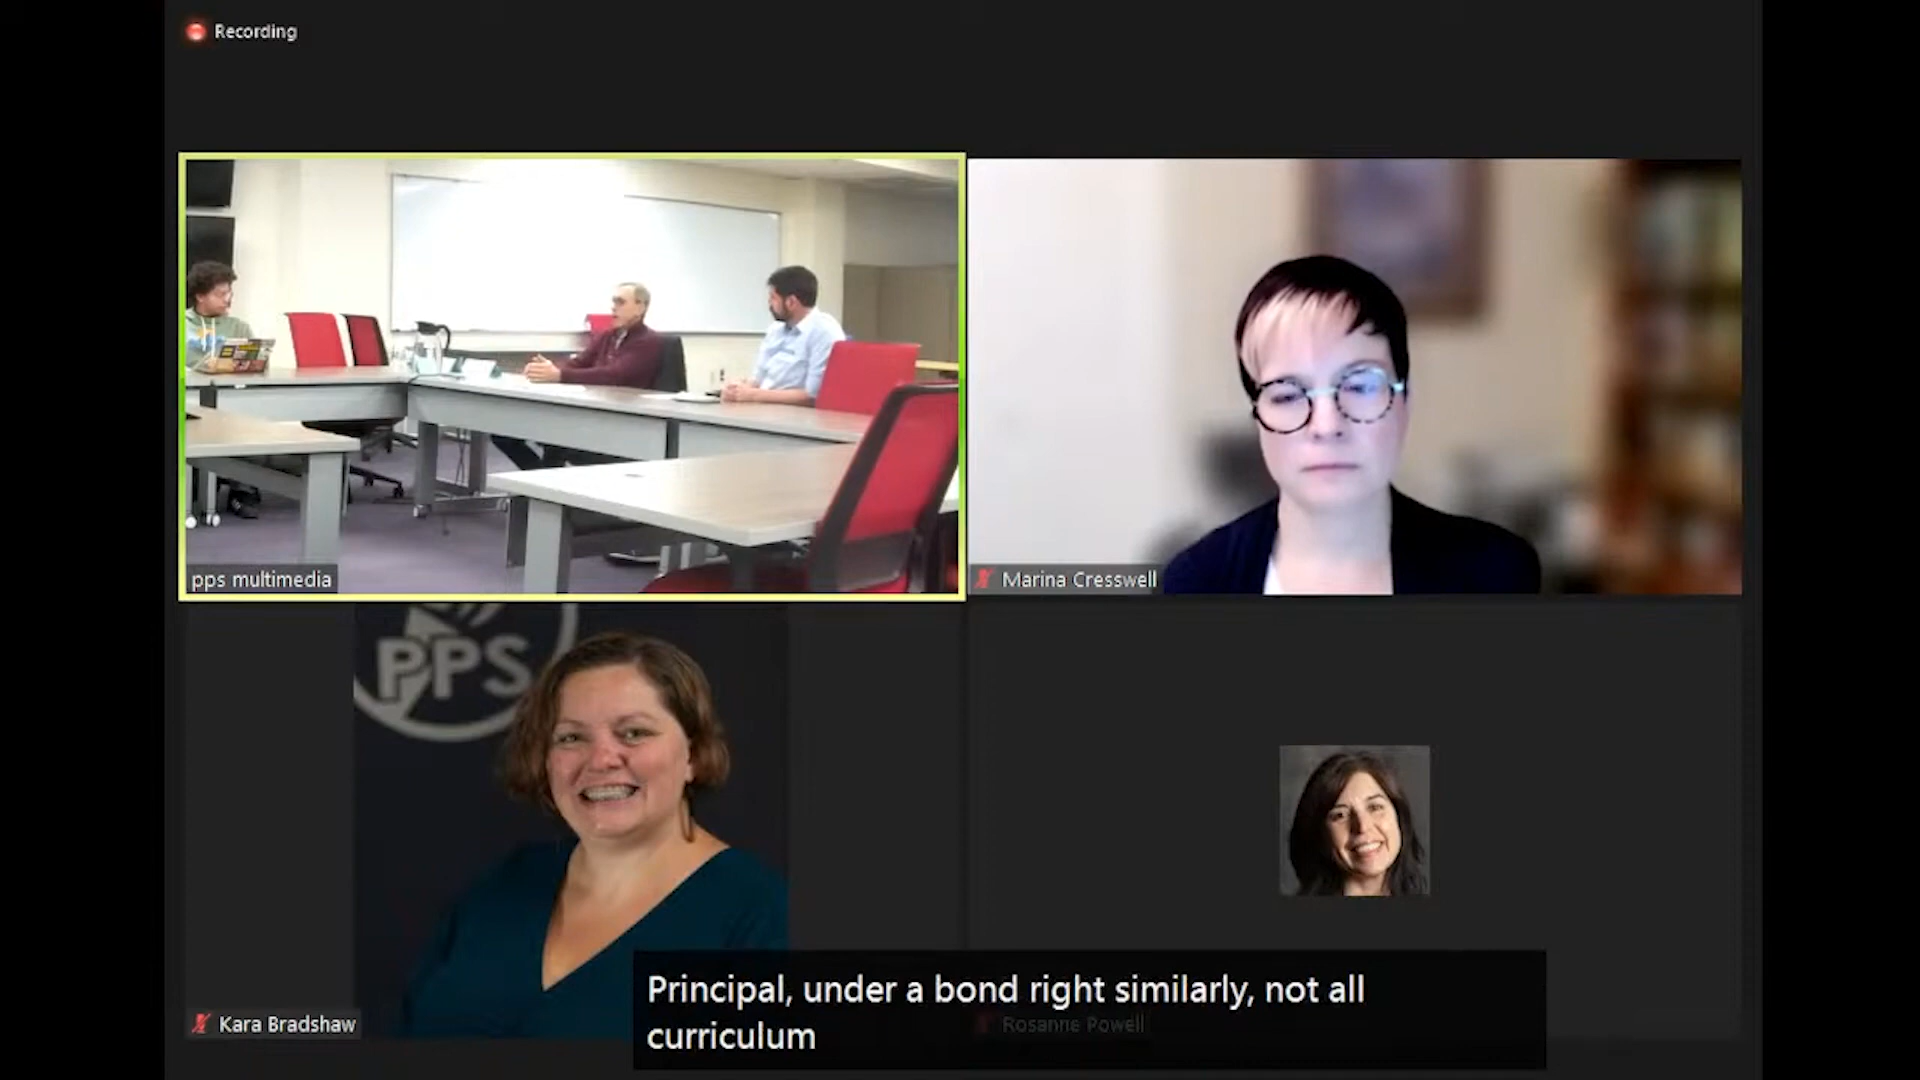 Recording
pps multimedia
Marina Cresswell
PPS
Kara Bradshaw
Rosanne Powell
Principal, under a bond right similarly, not all
curriculum